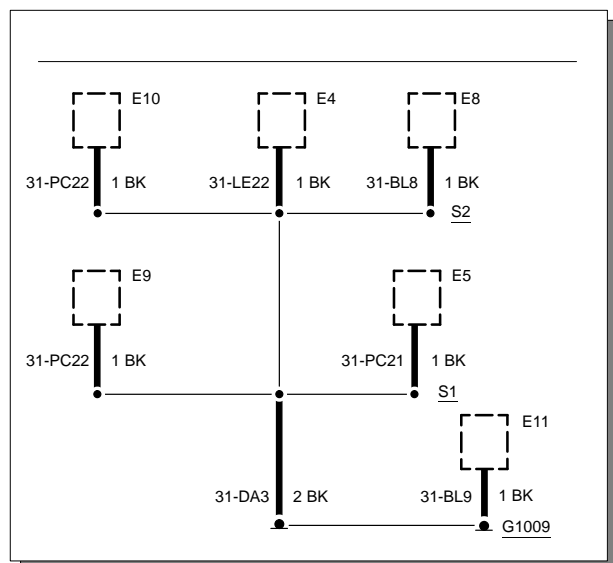 E10 E4 E8
31-PC22 1 BK 31-LE22 1 BK 31-BL8 1 BK
S2
E9 E5
31-PC22 1 BK 31-PC21 1 BK
S1
E11
31-DA3 2 BK 31-BL9 1 BK
G1009